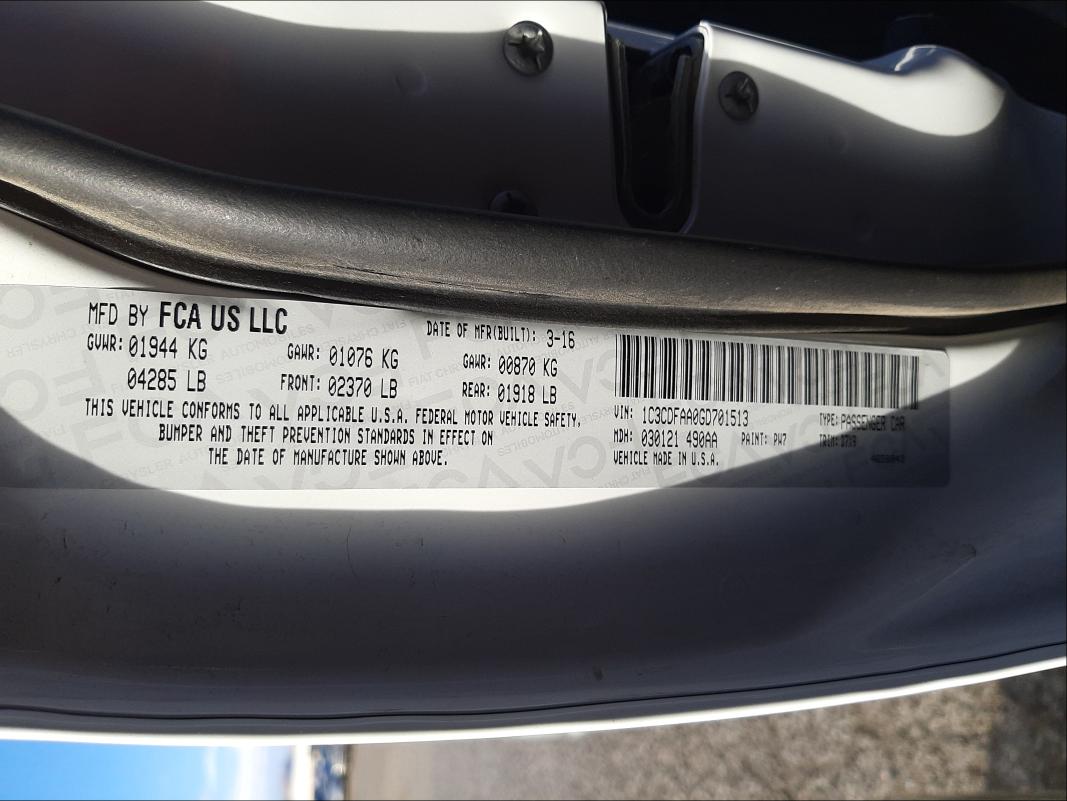 MFD BY FCA US LLC
DATE OF MFR(BUILT): 3-16
GVWR: 01944 KG GAWR: 01076 KG GAWR: 00870 KG
04285 LB FRONT: 02370 LB REAR: 01918 LB
THIS VEHICLE CONFORMS TO ALL APPLICABLE U.S.A. FEDERAL MOTOR VEHICLE SAFETY,
BUMPER AND THEFT PREVENTION STANDARDS IN EFFECT ON
THE DATE OF MANUFACTURE SHOWN ABOVE.
VIN: 1C3CDFAA0GD701513 TYPE: PASSENGER CAR
MDH: 030121 490AA PAINT: PW7 TRIM:
VEHICLE MADE IN U.S.A.